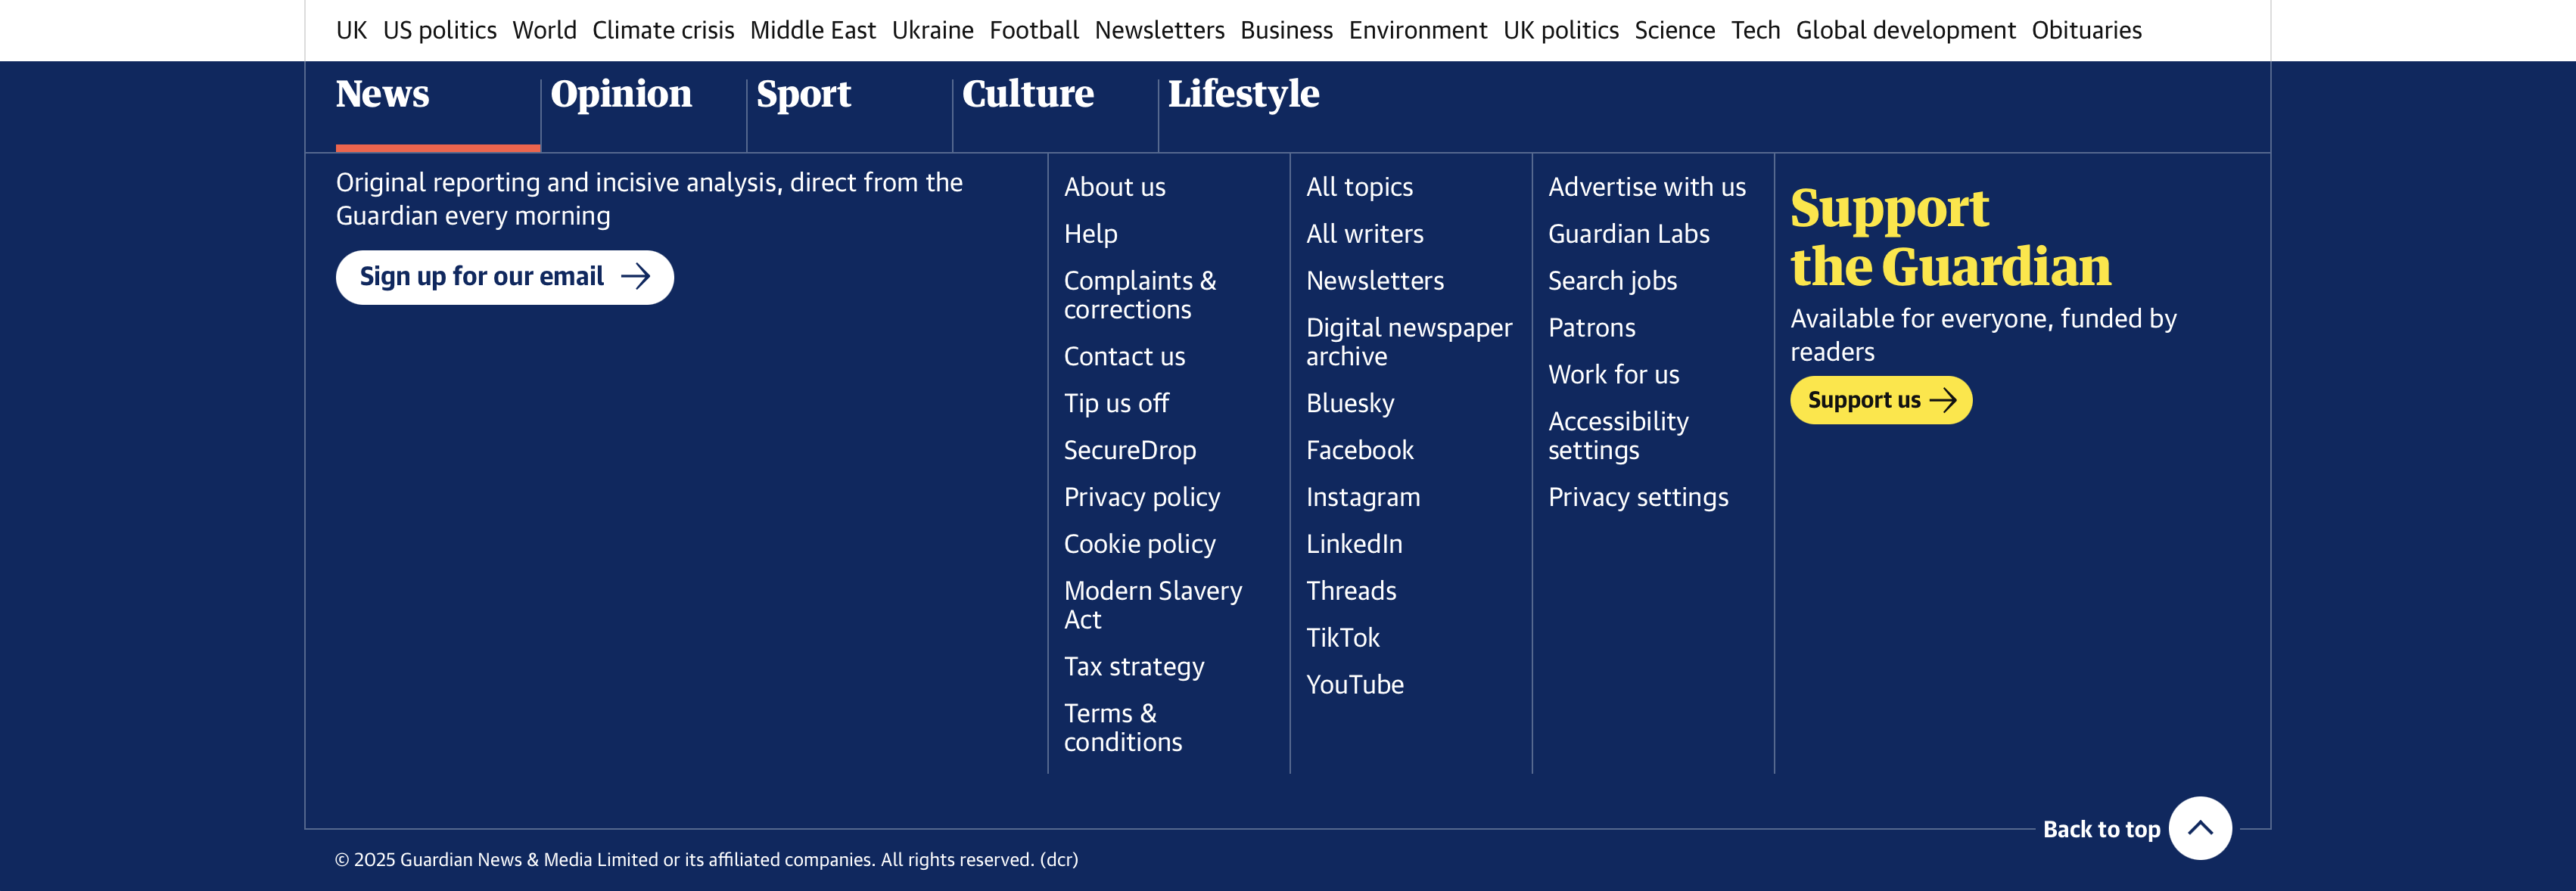 UK US politics World Climate crisis Middle East Ukraine Football Newsletters Business Environment UK politics Science Tech Global development Obituaries
News Opinion Sport Culture Lifestyle
Original reporting and incisive analysis, direct from the
Guardian every morning
Sign up for our email
About us
Help
Complaints &
corrections
Contact us
Tip us off
SecureDrop
Privacy policy
Cookie policy
Modern Slavery
Act
Tax strategy
Terms &
conditions
All topics
All writers
Newsletters
Digital newspaper
archive
Bluesky
Facebook
Instagram
LinkedIn
Threads
TikTok
YouTube
Advertise with us
Guardian Labs
Search jobs
Patrons
Work for us
Accessibility
settings
Privacy settings
Support
the Guardian
Available for everyone, funded by
readers
Support us
Back to top
© 2025 Guardian News & Media Limited or its affiliated companies. All rights reserved. (dcr)